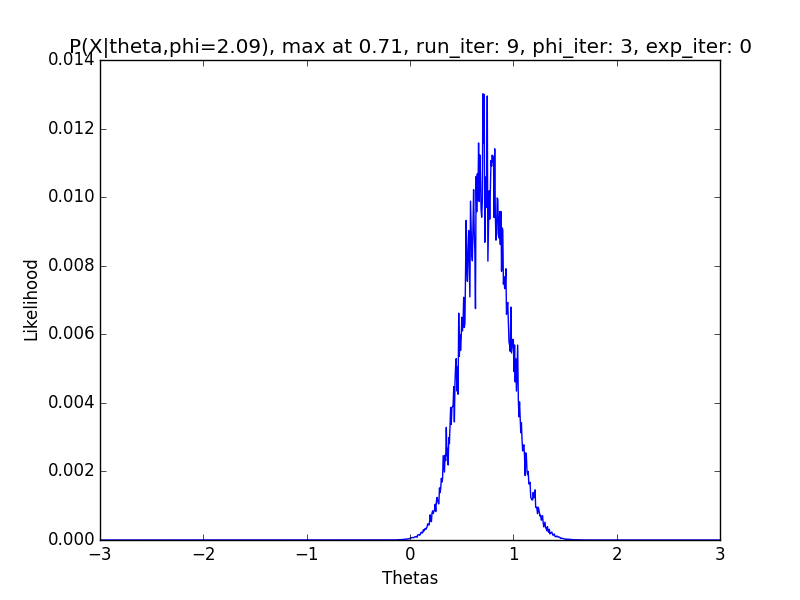 P(X|theta,phi=2.09), max at 0.71, run_iter: 9, phi_iter: 3, exp_iter: 0
0.014
0.012
0.010
0.008
0.006
0.004
0.002
0.000
Likelihood
−3 −2 −1 0 1 2 3
Thetas